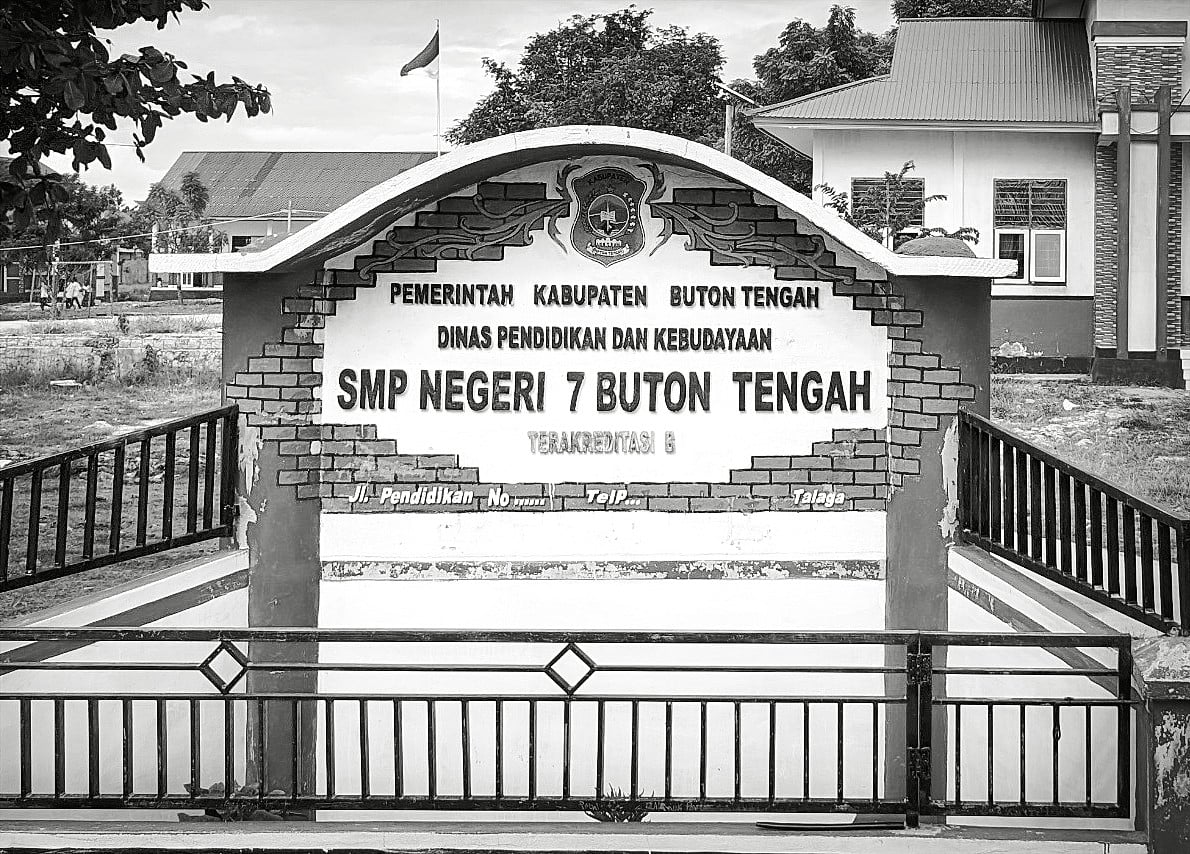 KABUPATEN
PEMERINTAH KABUPATEN BUTON TENGAH
DINAS PENDIDIKAN DAN KEBUDAYAAN
SMP NEGERI 7 BUTON TENGAH
TERAKREDITASI B
Jl. Pendidikan No...... TelP... Talaga